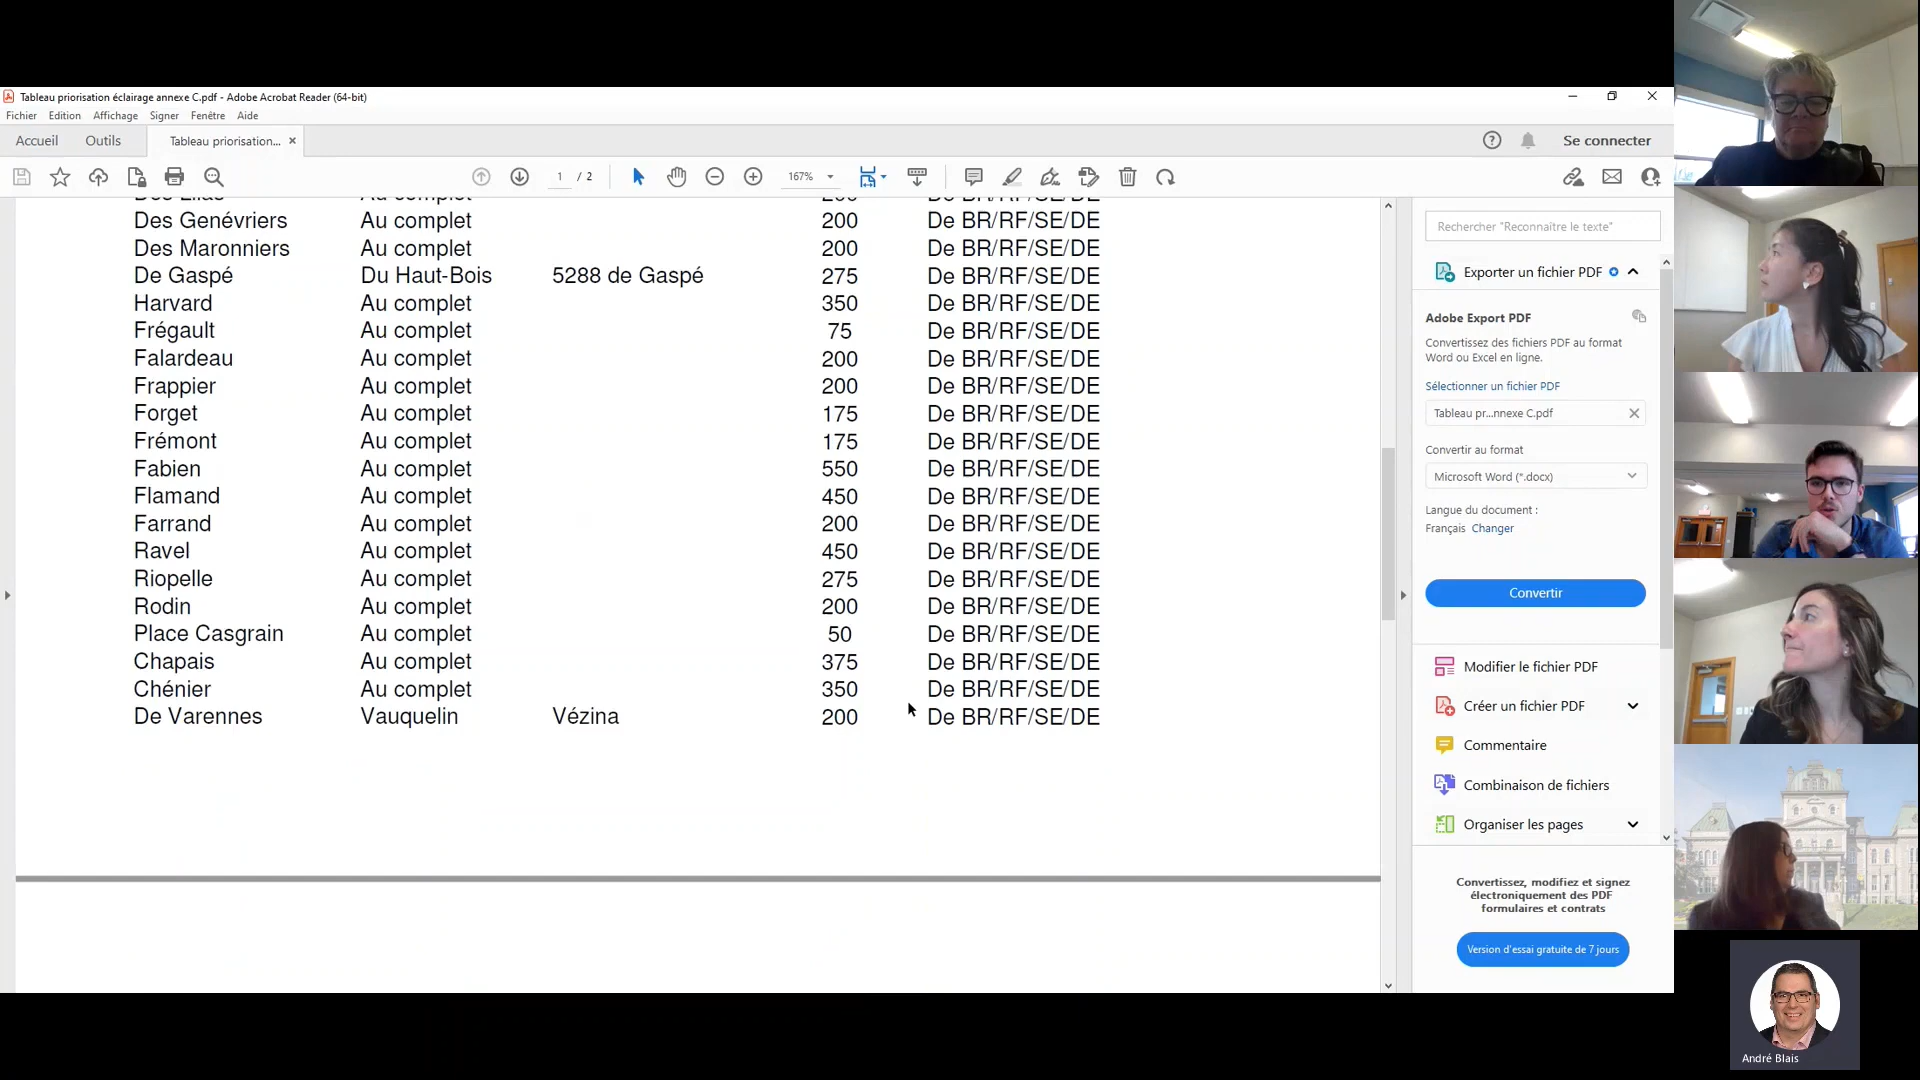 Tableau priorisation éclairage annexe C.pdf - Adobe Acrobat Reader (64-bit)
Fichier Edition Affichage Signer Fenêtre Aide
Accueil Outils Tableau priorisation... × Se connecter
1 / 2 167%
Des Lilas Au complet 200 De BR/RF/SE/DE
Des Genévriers Au complet 200 De BR/RF/SE/DE
Des Maronniers Au complet 200 De BR/RF/SE/DE
De Gaspé Du Haut-Bois 5288 de Gaspé 275 De BR/RF/SE/DE
Harvard Au complet 350 De BR/RF/SE/DE
Frégault Au complet 75 De BR/RF/SE/DE
Falardeau Au complet 200 De BR/RF/SE/DE
Frappier Au complet 200 De BR/RF/SE/DE
Forget Au complet 175 De BR/RF/SE/DE
Frémont Au complet 175 De BR/RF/SE/DE
Fabien Au complet 550 De BR/RF/SE/DE
Flamand Au complet 450 De BR/RF/SE/DE
Farrand Au complet 200 De BR/RF/SE/DE
Ravel Au complet 450 De BR/RF/SE/DE
Riopelle Au complet 275 De BR/RF/SE/DE
Rodin Au complet 200 De BR/RF/SE/DE
Place Casgrain Au complet 50 De BR/RF/SE/DE
Chapais Au complet 375 De BR/RF/SE/DE
Chénier Au complet 350 De BR/RF/SE/DE
De Varennes Vauquelin Vézina 200 De BR/RF/SE/DE
Rechercher "Reconnaître le texte"
Exporter un fichier PDF
Adobe Export PDF
Convertissez des fichiers PDF au format
Word ou Excel en ligne.
Sélectionner un fichier PDF
Tableau pr...nnexe C.pdf
Convertir au format
Microsoft Word (*.docx)
Langue du document :
Français Changer
Convertir
Modifier le fichier PDF
Créer un fichier PDF
Commentaire
Combinaison de fichiers
Organiser les pages
Convertissez, modifiez et signez
électroniquement des PDF
formulaires et contrats
Version d'essai gratuite de 7 jours
André Blais